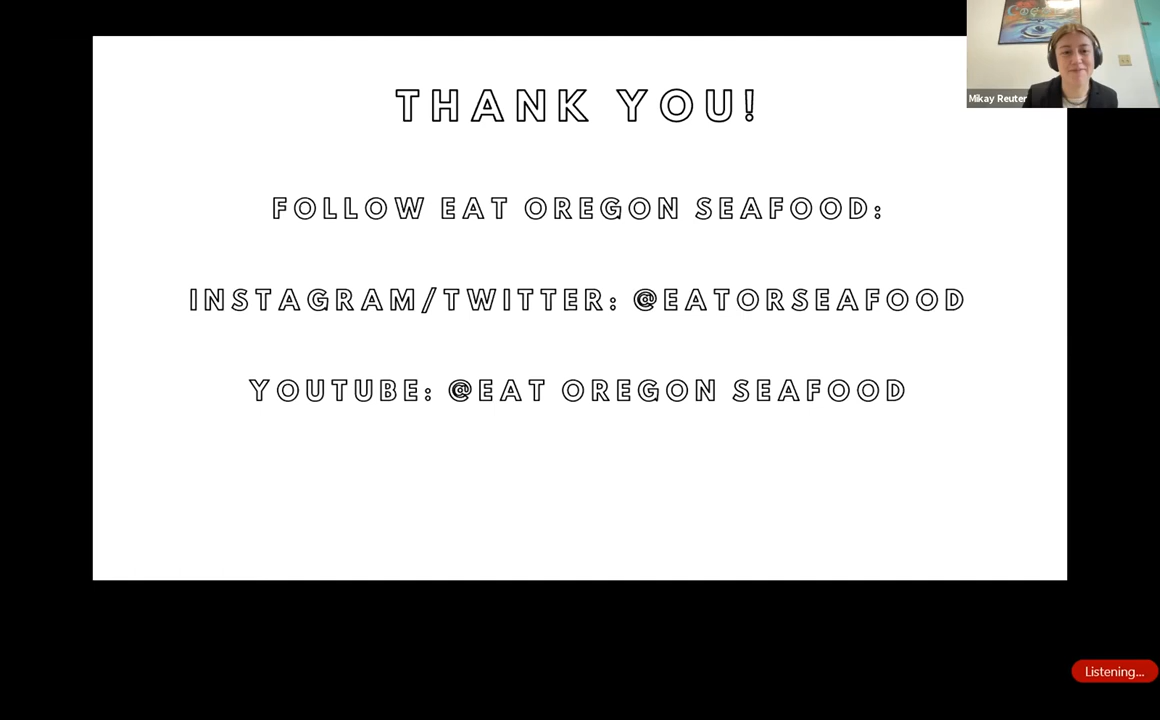 THANK YOU!
FOLLOW EAT OREGON SEAFOOD:
INSTAGRAM/TWITTER: @EATORSEAFOOD
YOUTUBE: @EAT OREGON SEAFOOD
Mikay Reuter
Listening...